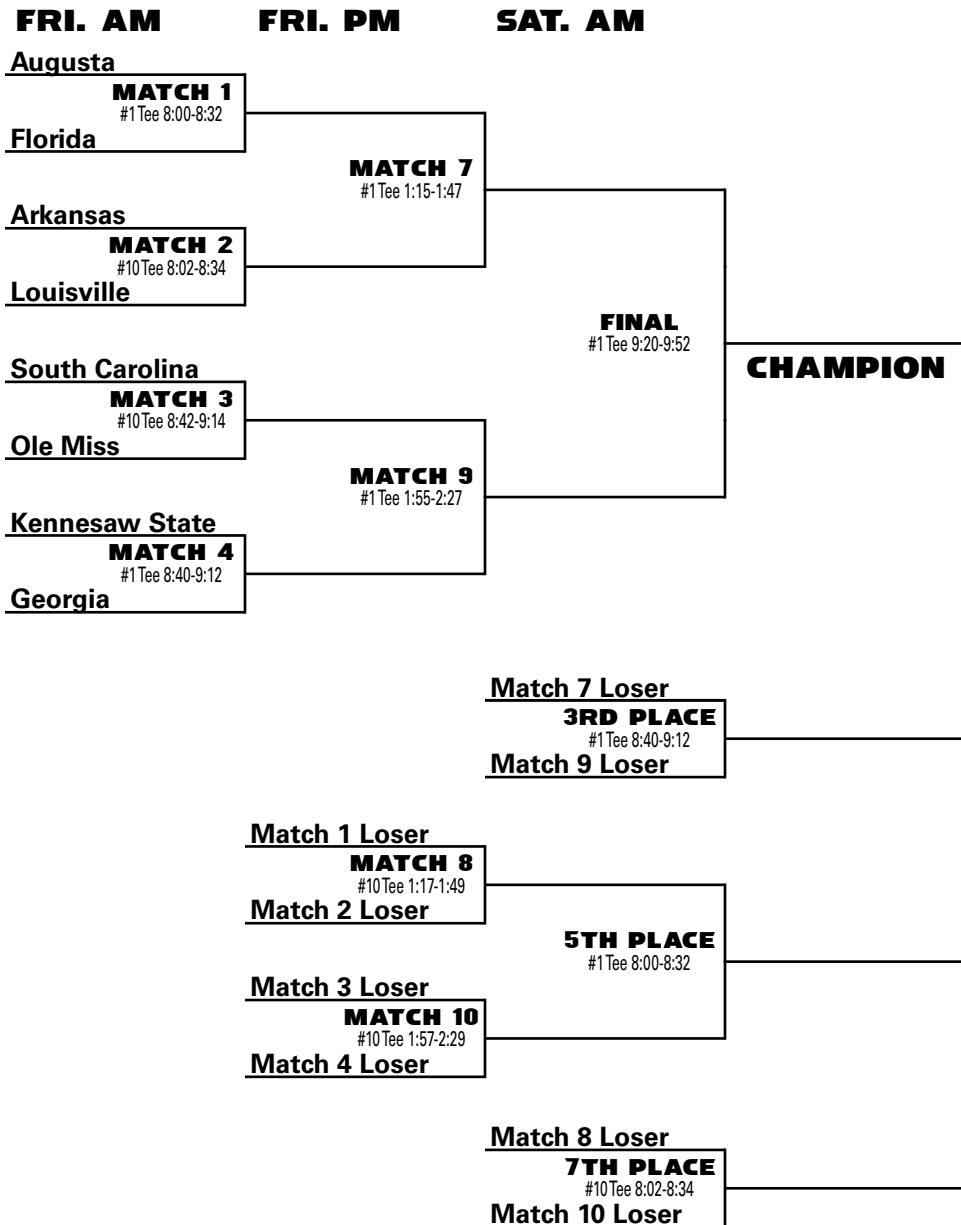 FRI. AM FRI. PM SAT. AM
Augusta
MATCH 1
#1 Tee 8:00-8:32
Florida
MATCH 7
#1 Tee 1:15-1:47
Arkansas
MATCH 2
#10 Tee 8:02-8:34
Louisville
FINAL
#1 Tee 9:20-9:52
CHAMPION
South Carolina
MATCH 3
#10 Tee 8:42-9:14
Ole Miss
MATCH 9
#1 Tee 1:55-2:27
Kennesaw State
MATCH 4
#1 Tee 8:40-9:12
Georgia
Match 7 Loser
3RD PLACE
#1 Tee 8:40-9:12
Match 9 Loser
Match 1 Loser
MATCH 8
#10 Tee 1:17-1:49
Match 2 Loser
5TH PLACE
#1 Tee 8:00-8:32
Match 3 Loser
MATCH 10
#10 Tee 1:57-2:29
Match 4 Loser
Match 8 Loser
7TH PLACE
#10 Tee 8:02-8:34
Match 10 Loser